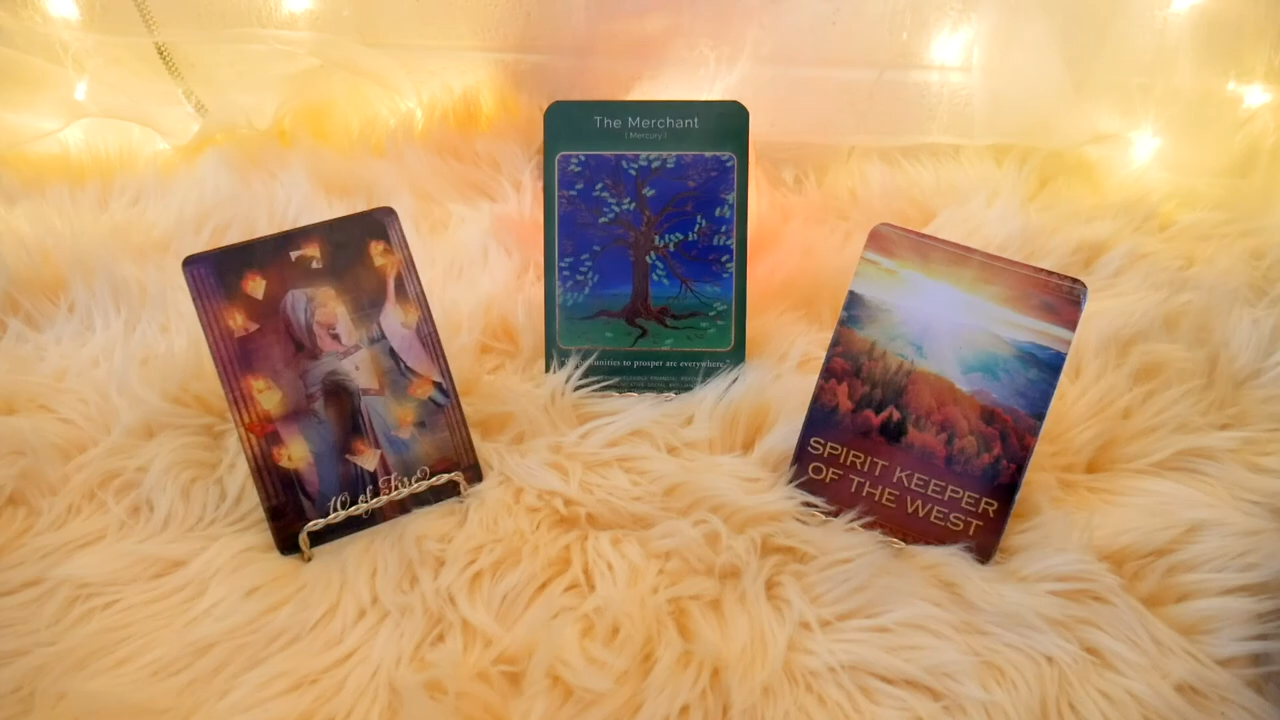 The Merchant
( Mercury )
"Opportunities to prosper are everywhere."
10 of Fire
SPIRIT KEEPER
OF THE WEST